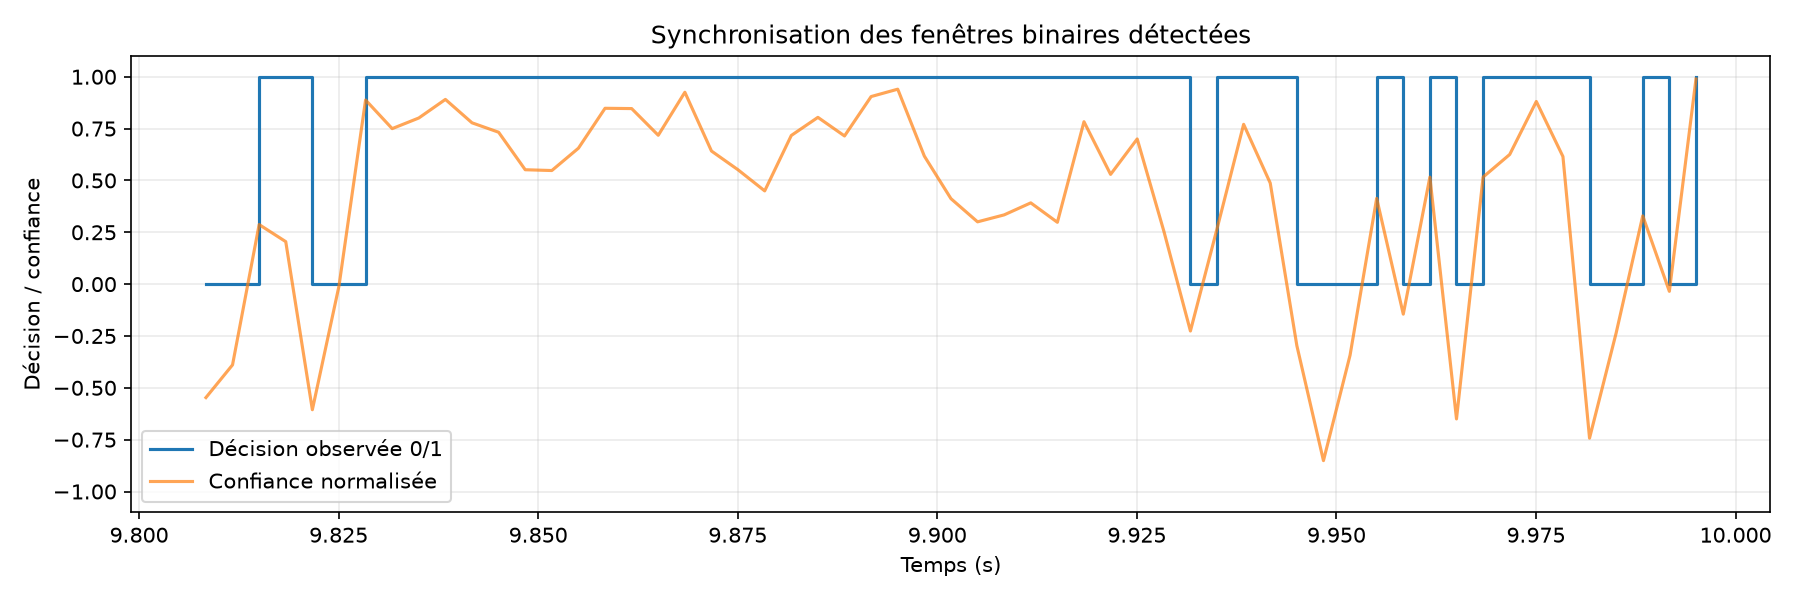 Synchronisation des fenêtres binaires détectées
Décision / confiance
1.00
0.75
0.50
0.25
0.00
−0.25
−0.50
−0.75
−1.00
Décision observée 0/1
Confiance normalisée
9.800 9.825 9.850 9.875 9.900 9.925 9.950 9.975 10.000
Temps (s)